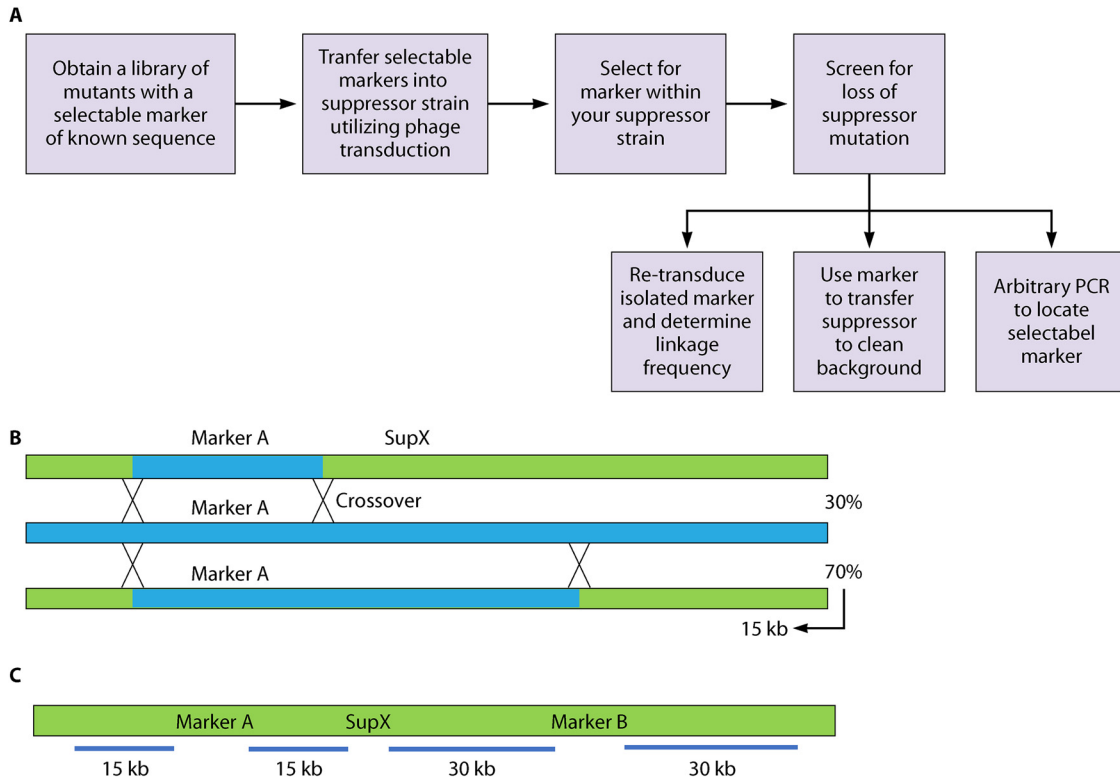 A
Obtain a library of
mutants with a
selectable marker
of known sequence
Tranfer selectable
markers into
suppressor strain
utilizing phage
transduction
Select for
marker within
your suppressor
strain
Screen for
loss of
suppressor
mutation
Re-transduce
isolated marker
and determine
linkage
frequency
Use marker
to transfer
suppressor
to clean
background
Arbitrary PCR
to locate
selectabel
marker
B
Marker A SupX
Crossover
30%
Marker A
Marker A
70%
15 kb
C
Marker A SupX Marker B
15 kb 15 kb 30 kb 30 kb